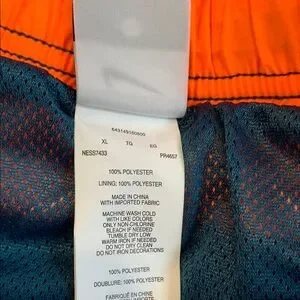 643149180800
XL TG EG
NESS7433 PR4657
100% POLYESTER
LINING: 100% POLYESTER
MADE IN CHINA
WITH IMPORTED FABRIC
MACHINE WASH COLD
WITH LIKE COLORS
ONLY NON-CHLORINE
BLEACH IF NEEDED
TUMBLE DRY LOW
WARM IRON IF NEEDED
DO NOT DRY CLEAN
DO NOT IRON DECORATIONS
100% POLYESTER
DOUBLURE: 100% POLYESTER
FABRIQUÉ EN CHINE